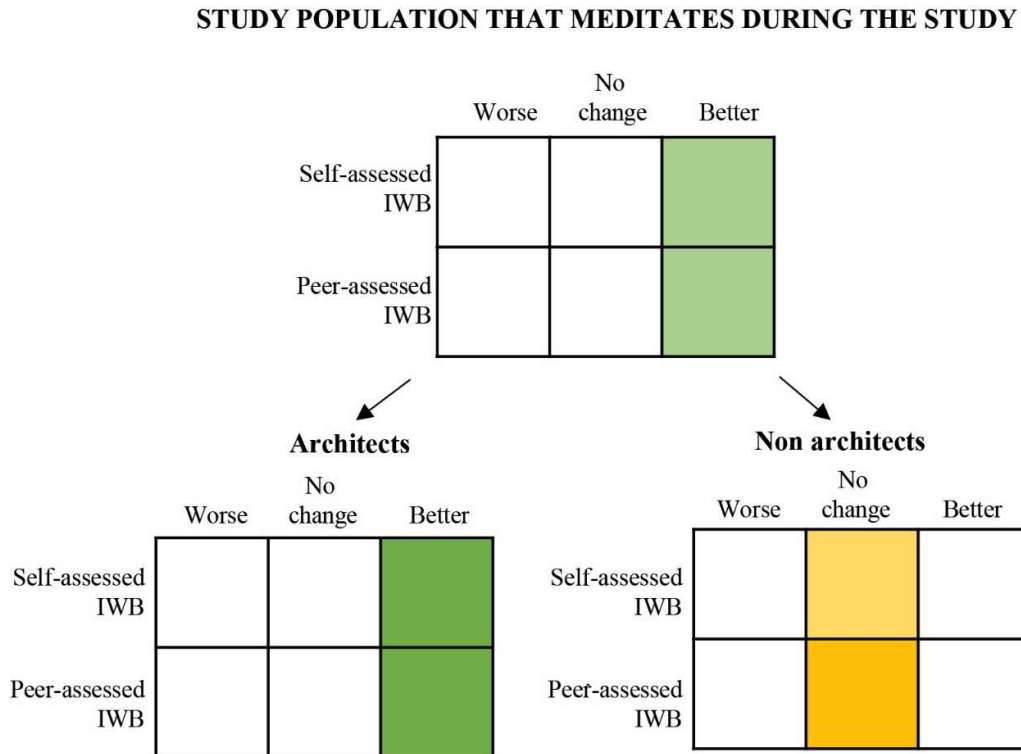 STUDY POPULATION THAT MEDITATES DURING THE STUDY
No
Worse change Better
Self-assessed
IWB
Peer-assessed
IWB
Architects
No
Worse change Better
Self-assessed
IWB
Peer-assessed
IWB
Non architects
No
Worse change Better
Self-assessed
IWB
Peer-assessed
IWB